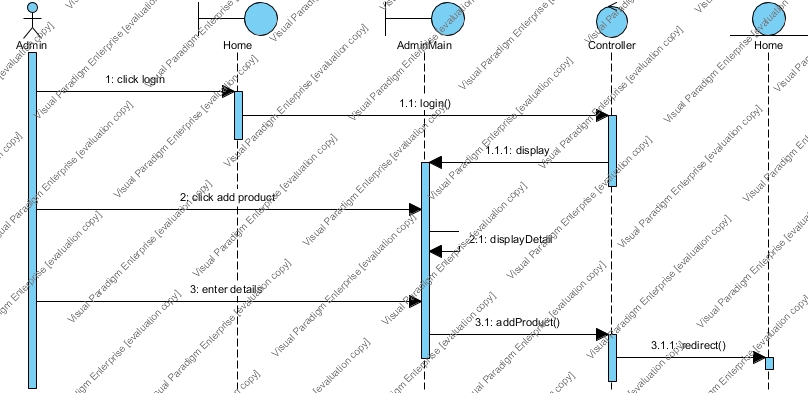 Admin
Home
AdminMain
Controller
Home
1: click login
1.1: login()
1.1.1: display
2: click add product
2.1: displayDetail
3: enter details
3.1: addProduct()
3.1.1: redirect()
Visual Paradigm Enterprise [evaluation copy]